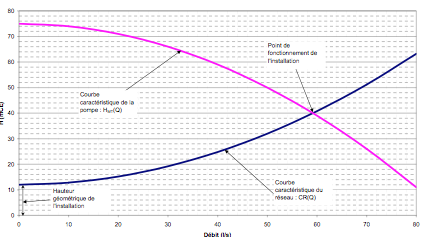 80
70
60
50
40
30
20
10
0
H (mCE)
Point de
fonctionnement de
l'installation
Courbe
caractéristique de la
pompe : HMT(Q)
Hauteur
géométrique de
l'installation
Courbe
caractéristique du
réseau : CR(Q)
0 10 20 30 40 50 60 70 80
Débit (l/s)